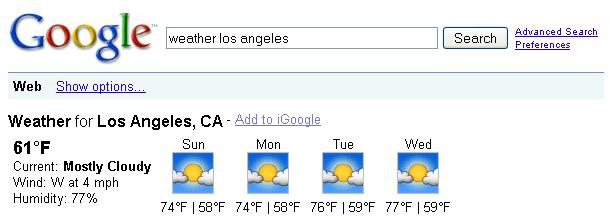 Google™ weather los angeles Search Advanced Search
Preferences
Web Show options...
Weather for Los Angeles, CA - Add to iGoogle
61°F
Current: Mostly Cloudy
Wind: W at 4 mph
Humidity: 77%
Sun Mon Tue Wed
74°F | 58°F 74°F | 58°F 76°F | 59°F 77°F | 59°F